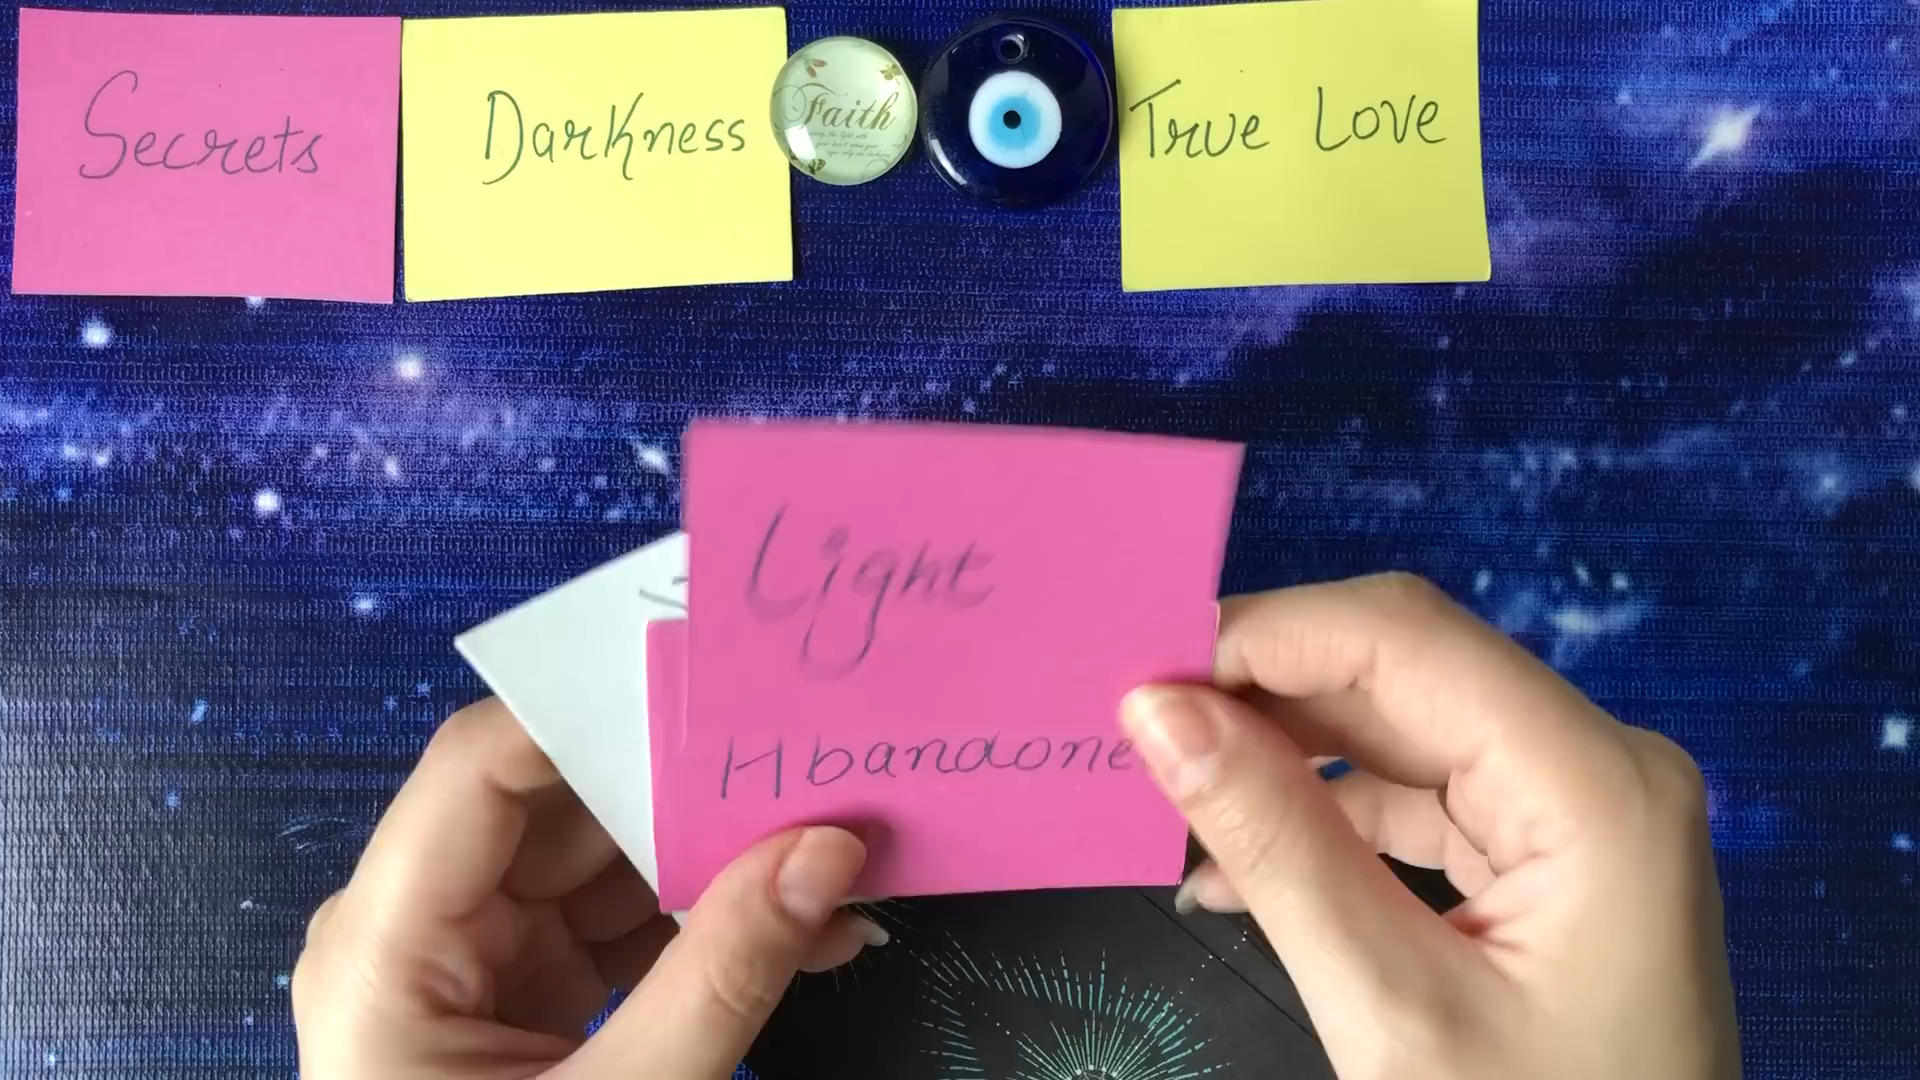 Secrets
Darkness
Faith
True Love
Light
Abandone